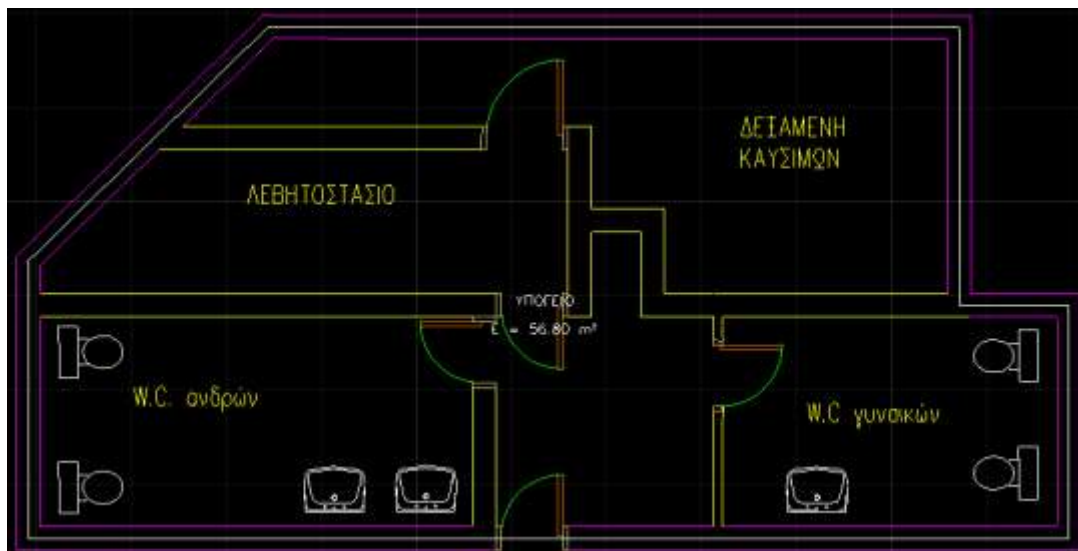 ΔΕΞΑΜΕΝΗ
ΚΑΥΣΙΜΩΝ
ΛΕΒΗΤΟΣΤΑΣΙΟ
ΥΠΟΓΕΙΟ
Ε = 56.80 m²
W.C. ανδρών
W.C γυναικών